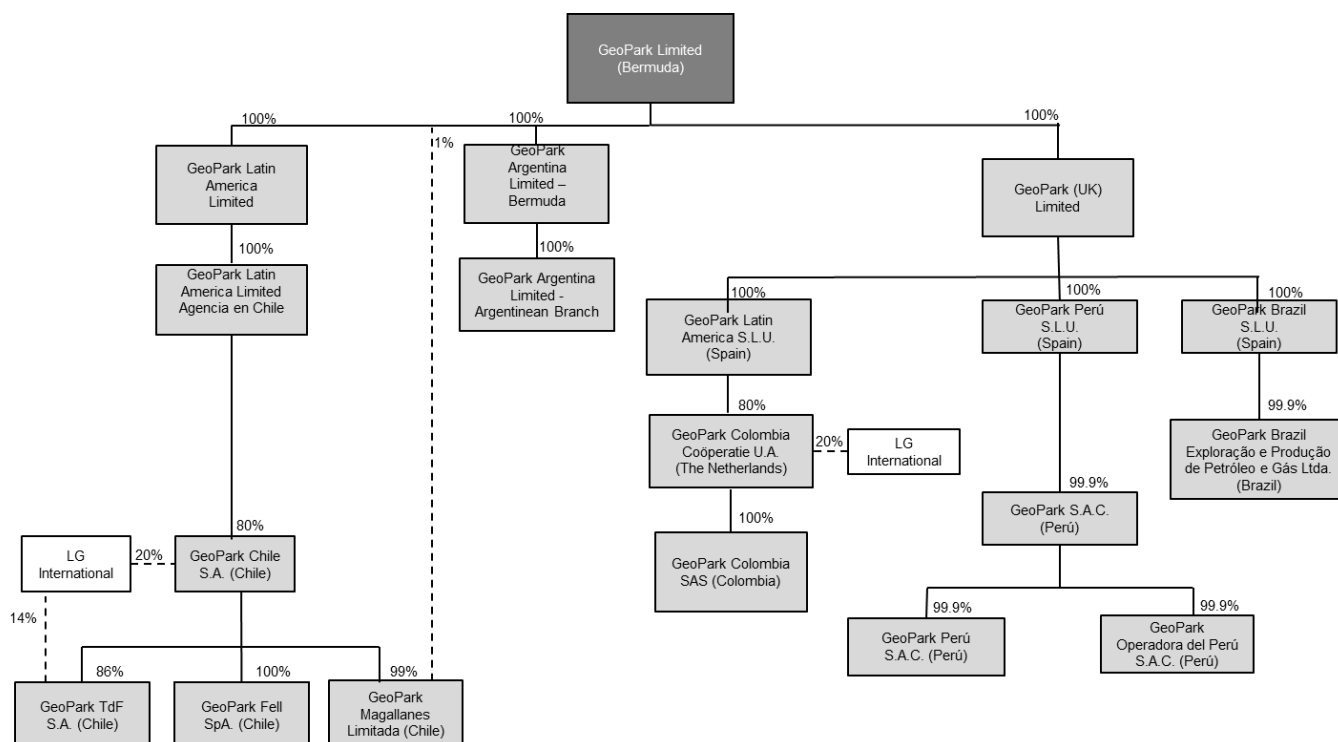 GeoPark Limited
(Bermuda)
100%
100%
100%
1%
GeoPark Latin
America
Limited
GeoPark
Argentina
Limited –
Bermuda
GeoPark (UK)
Limited
100%
100%
GeoPark Latin
America Limited
Agencia en Chile
GeoPark Argentina
Limited -
Argentinean Branch
100%
100%
100%
GeoPark Latin
America S.L.U.
(Spain)
GeoPark Perú
S.L.U.
(Spain)
GeoPark Brazil
S.L.U.
(Spain)
80%
99.9%
GeoPark Colombia
Coöperatie U.A.
(The Netherlands)
20%
LG
International
GeoPark Brazil
Exploração e Produção
de Petróleo e Gás Ltda.
(Brazil)
99.9%
GeoPark S.A.C.
(Perú)
100%
GeoPark Colombia
SAS (Colombia)
80%
LG
International
20%
GeoPark Chile
S.A. (Chile)
14%
99.9%
99.9%
GeoPark Perú
S.A.C. (Perú)
GeoPark
Operadora del Perú
S.A.C. (Perú)
86%
100%
99%
GeoPark TdF
S.A. (Chile)
GeoPark Fell
SpA. (Chile)
GeoPark
Magallanes
Limitada (Chile)